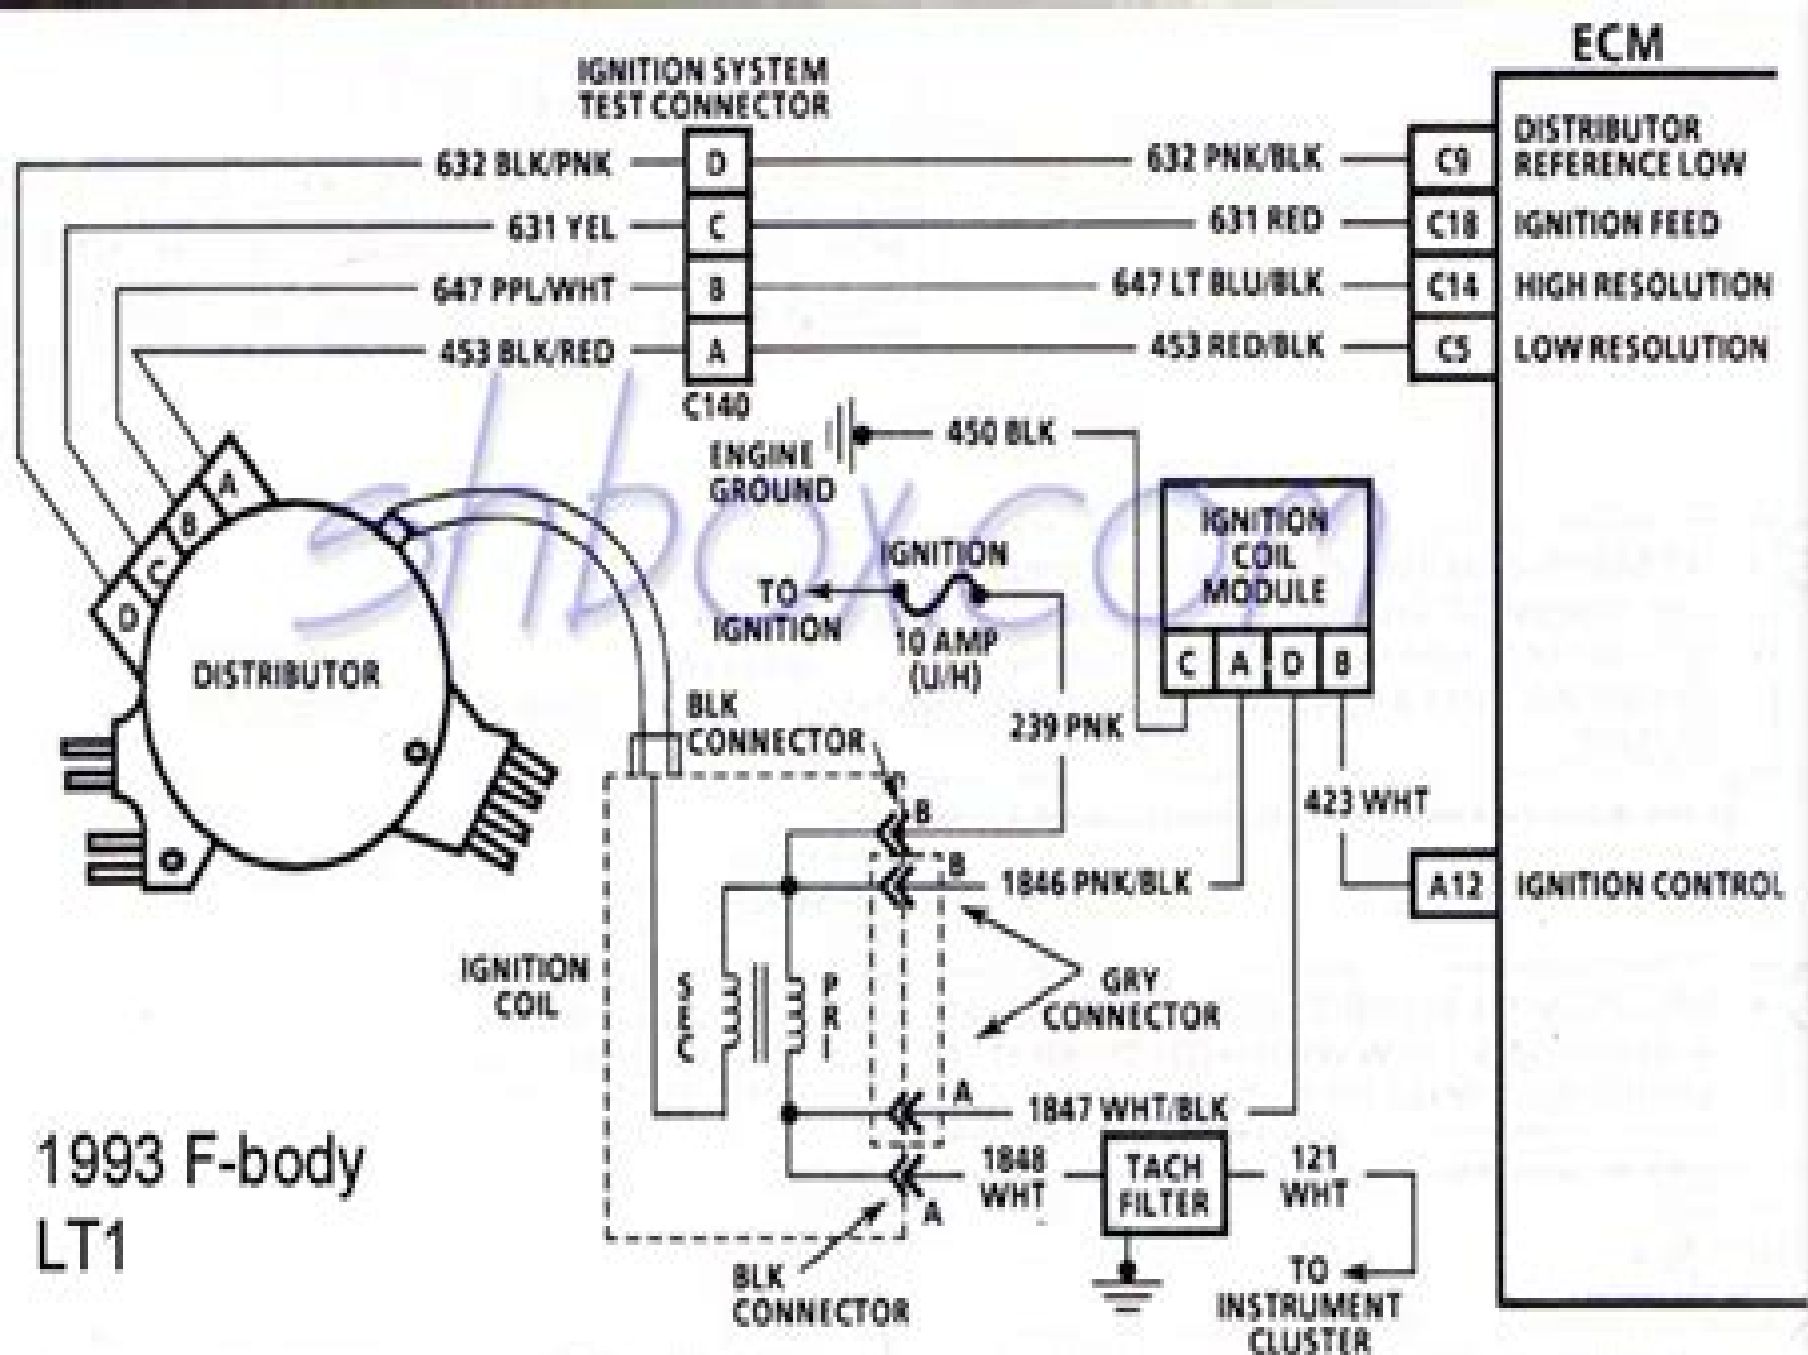 ECM
IGNITION SYSTEM
TEST CONNECTOR
632 BLK/PNK
D
632 PNK/BLK
C9
DISTRIBUTOR
REFERENCE LOW
631 YEL
C
631 RED
C18
IGNITION FEED
647 PPL/WHT
B
647 LT BLU/BLK
C14
HIGH RESOLUTION
453 BLK/RED
A
453 RED/BLK
C5
LOW RESOLUTION
C140
ENGINE
GROUND
450 BLK
A
B
C
D
DISTRIBUTOR
shbox.com
IGNITION
TO
IGNITION
10 AMP
(U/H)
IGNITION
COIL
MODULE
C A D B
BLK
CONNECTOR
239 PNK
423 WHT
B
B
1846 PNK/BLK
A12
IGNITION CONTROL
IGNITION
COIL
SEC
PRI
GRY
CONNECTOR
A
1847 WHT/BLK
1848
WHT
A
TACH
FILTER
121
WHT
BLK
CONNECTOR
TO
INSTRUMENT
CLUSTER
1993 F-body
LT1